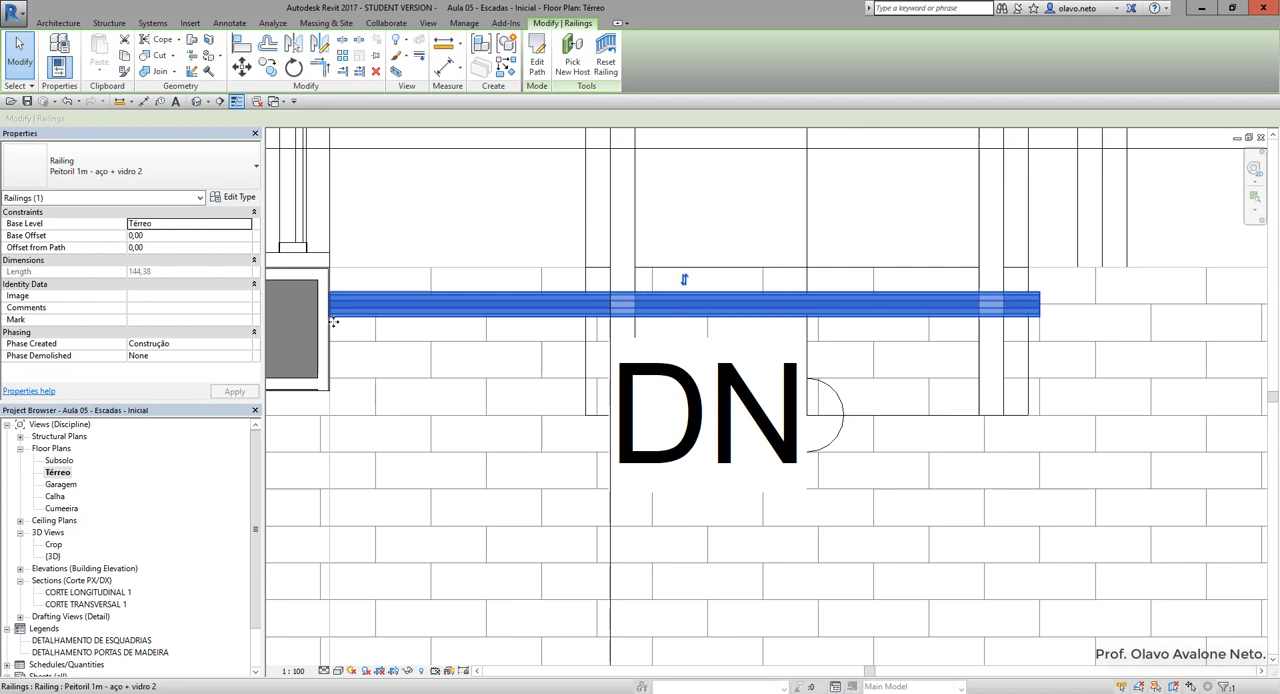 Autodesk Revit 2017 - STUDENT VERSION - Aula 05 - Escadas - Inicial - Floor Plan: Térreo
Type a keyword or phrase
olavo.neto
Architecture Structure Systems Insert Annotate Analyze Massing & Site Collaborate View Manage Add-Ins Modify | Railings
Cope
Cut
Join
Modify Paste Edit Path Pick New Host Reset Railing
Select Properties Clipboard Geometry Modify View Measure Create Mode Tools
Modify | Railings
Properties
Railing
Peitoril 1m - aço + vidro 2
Railings (1) Edit Type
Constraints
Base Level Térreo
Base Offset 0,00
Offset from Path 0,00
Dimensions
Length 144,38
Identity Data
Image
Comments
Mark
Phasing
Phase Created Construção
Phase Demolished None
Properties help Apply
Project Browser - Aula 05 - Escadas - Inicial
Views (Discipline)
Structural Plans
Floor Plans
Subsolo
Térreo
Garagem
Calha
Cumeeira
Ceiling Plans
3D Views
Crop
{3D}
Elevations (Building Elevation)
Sections (Corte PX/DX)
CORTE LONGITUDINAL 1
CORTE TRANSVERSAL 1
Drafting Views (Detail)
Legends
DETALHAMENTO DE ESQUADRIAS
DETALHAMENTO PORTAS DE MADEIRA
Schedules/Quantities
Sheets (all)
DN
Prof. Olavo Avalone Neto.
1 : 100
Railings : Railing : Peitoril 1m - aço + vidro 2
:0
Main Model
:1